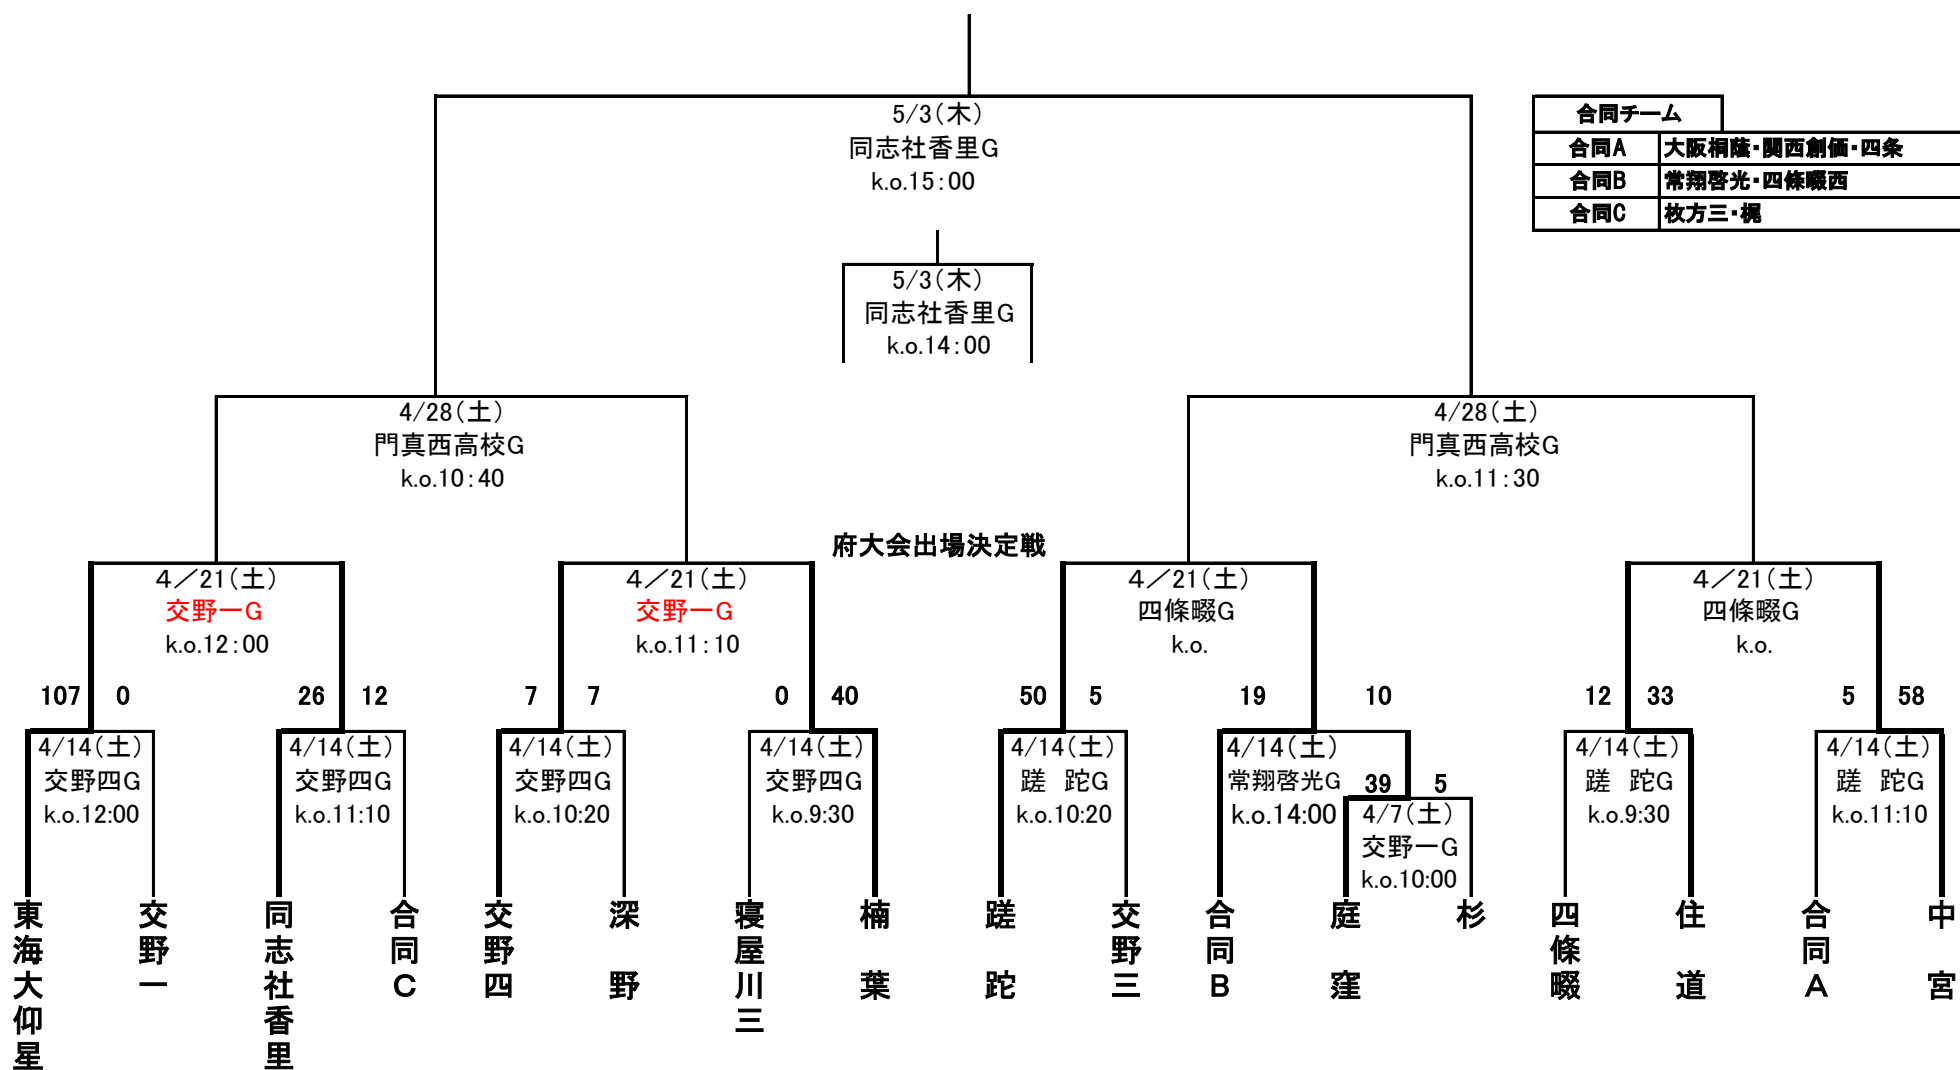 5/3(木)
同志社香里G
k.o.15:00
合同チーム
合同A 大阪桐蔭・関西創価・四条
合同B 常翔啓光・四條畷西
合同C 枚方三・梶
5/3(木)
同志社香里G
k.o.14:00
4/28(土)
門真西高校G
k.o.10:40
4/28(土)
門真西高校G
k.o.11:30
府大会出場決定戦
4/21(土)
交野一G
k.o.12:00
4/21(土)
交野一G
k.o.11:10
4/21(土)
四條畷G
k.o.
4/21(土)
四條畷G
k.o.
107 0 26 12 7 7 0 40 50 5 19 10 12 33 5 58
4/14(土)
交野四G
k.o.12:00
4/14(土)
交野四G
k.o.11:10
4/14(土)
交野四G
k.o.10:20
4/14(土)
交野四G
k.o.9:30
4/14(土)
蹉 跎G
k.o.10:20
4/14(土)
常翔啓光G
k.o.14:00
39 5
4/7(土)
交野一G
k.o.10:00
4/14(土)
蹉 跎G
k.o.9:30
4/14(土)
蹉 跎G
k.o.11:10
東海大仰星
交野一
同志社香里
合同C
交野四
深野
寝屋川三
楠葉
蹉跎
交野三
合同B
庭窪
杉
四條畷
住道
合同A
中宮